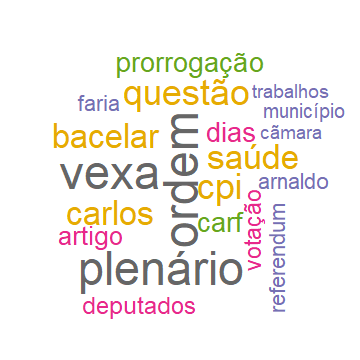 prorrogação
questão
trabalhos
faria
município
bacelar
dias
cãmara
ordem
saúde
vexa
cpi
arnaldo
carlos
carf
votação
referendum
artigo
plenário
deputados